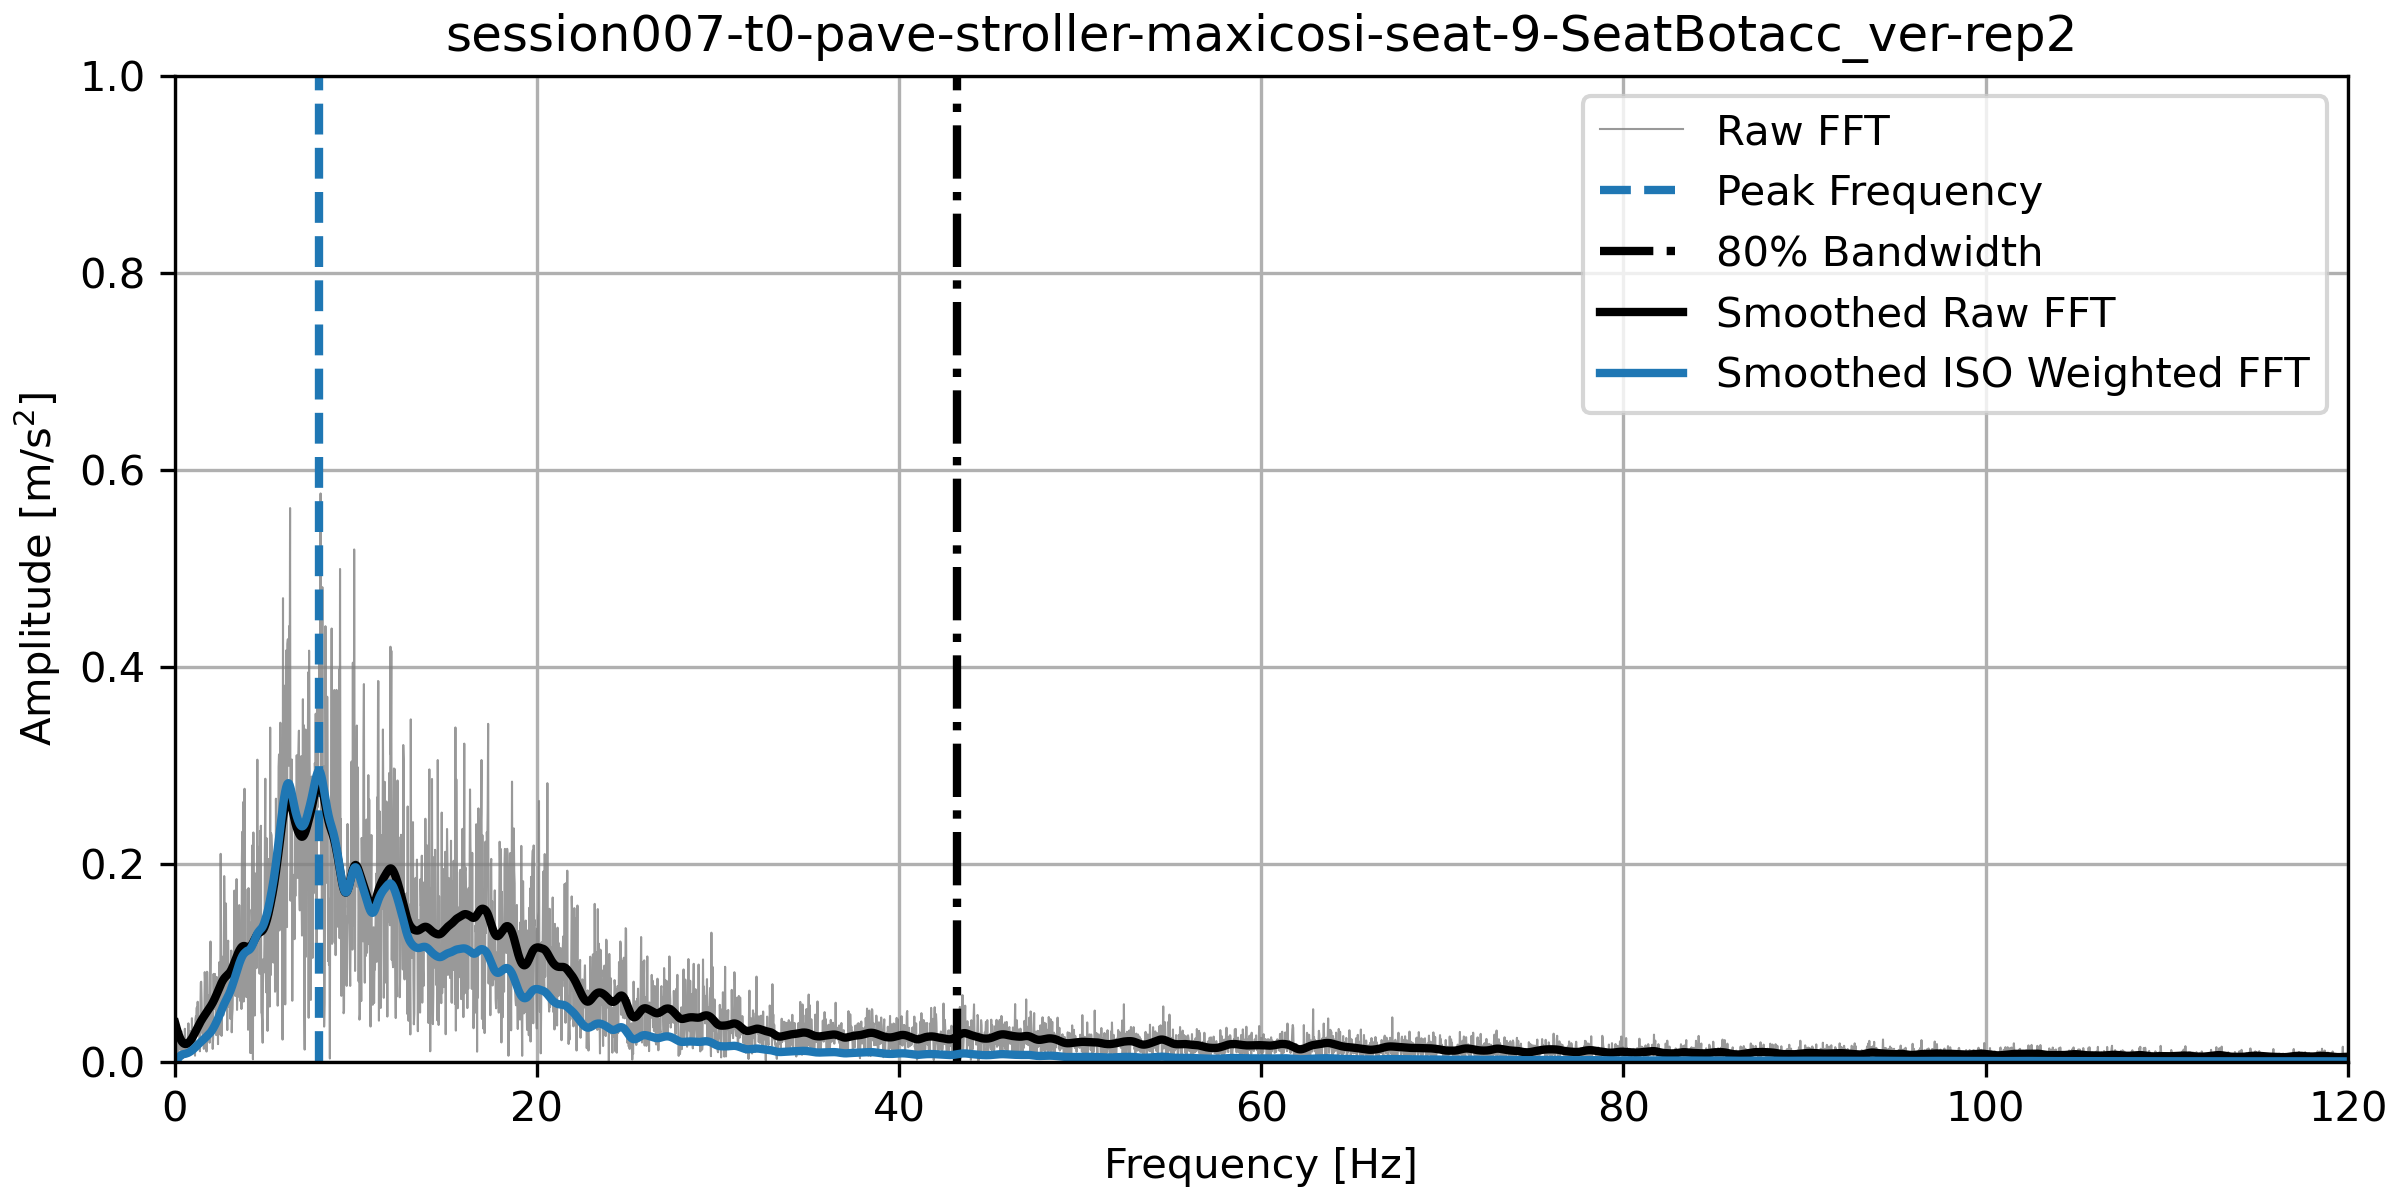 session007-t0-pave-stroller-maxicosi-seat-9-SeatBotacc_ver-rep2
1.0
0.8
0.6
0.4
0.2
0.0
Amplitude [m/s²]
Raw FFT
Peak Frequency
80% Bandwidth
Smoothed Raw FFT
Smoothed ISO Weighted FFT
0 20 40 60 80 100 120
Frequency [Hz]